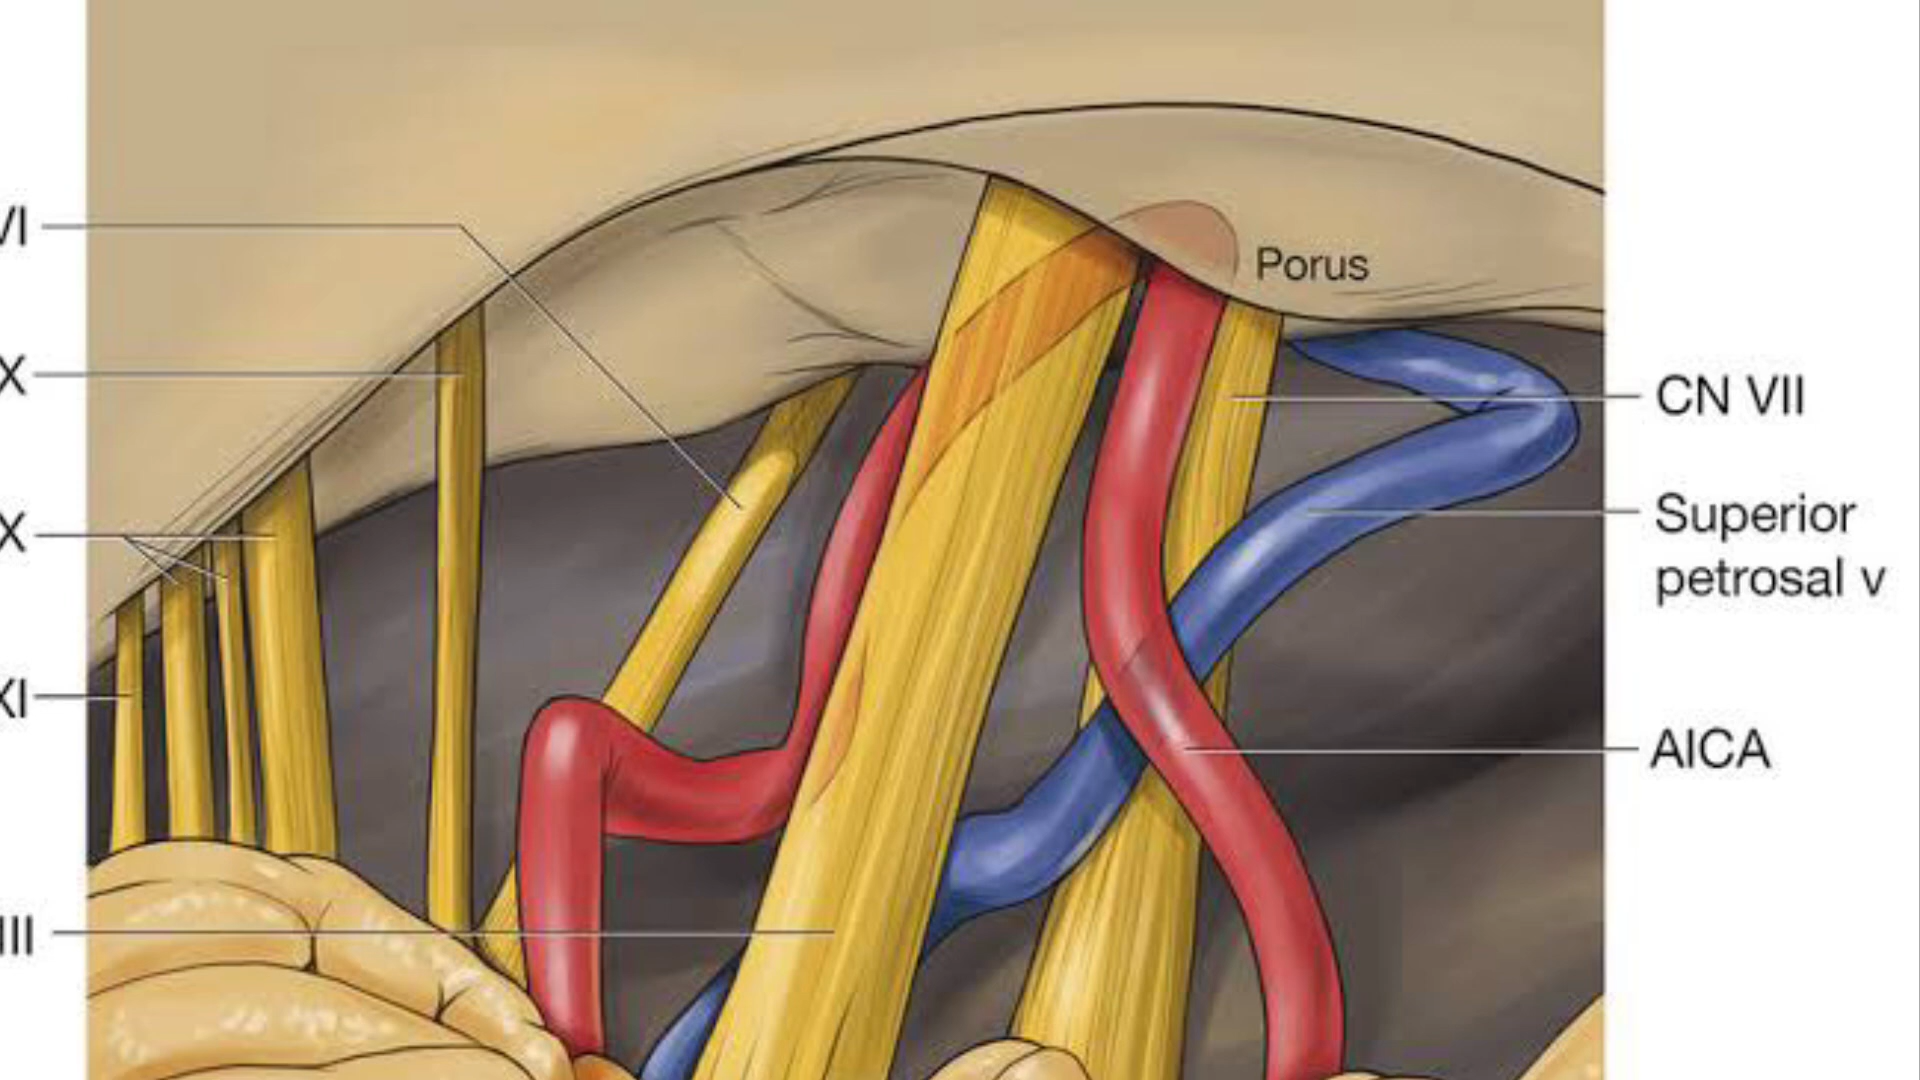 VI
Porus
X
CN VII
Superior
petrosal v
X
XI
AICA
III